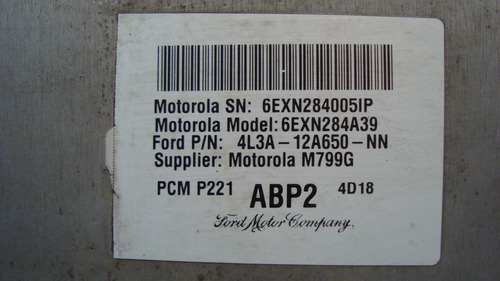 Motorola SN: 6EXN284005IP
Motorola Model:6EXN284A39
Ford P/N: 4L3A-12A650-NN
Supplier: Motorola M799G
PCM P221 ABP2 4D18
Ford Motor Company,